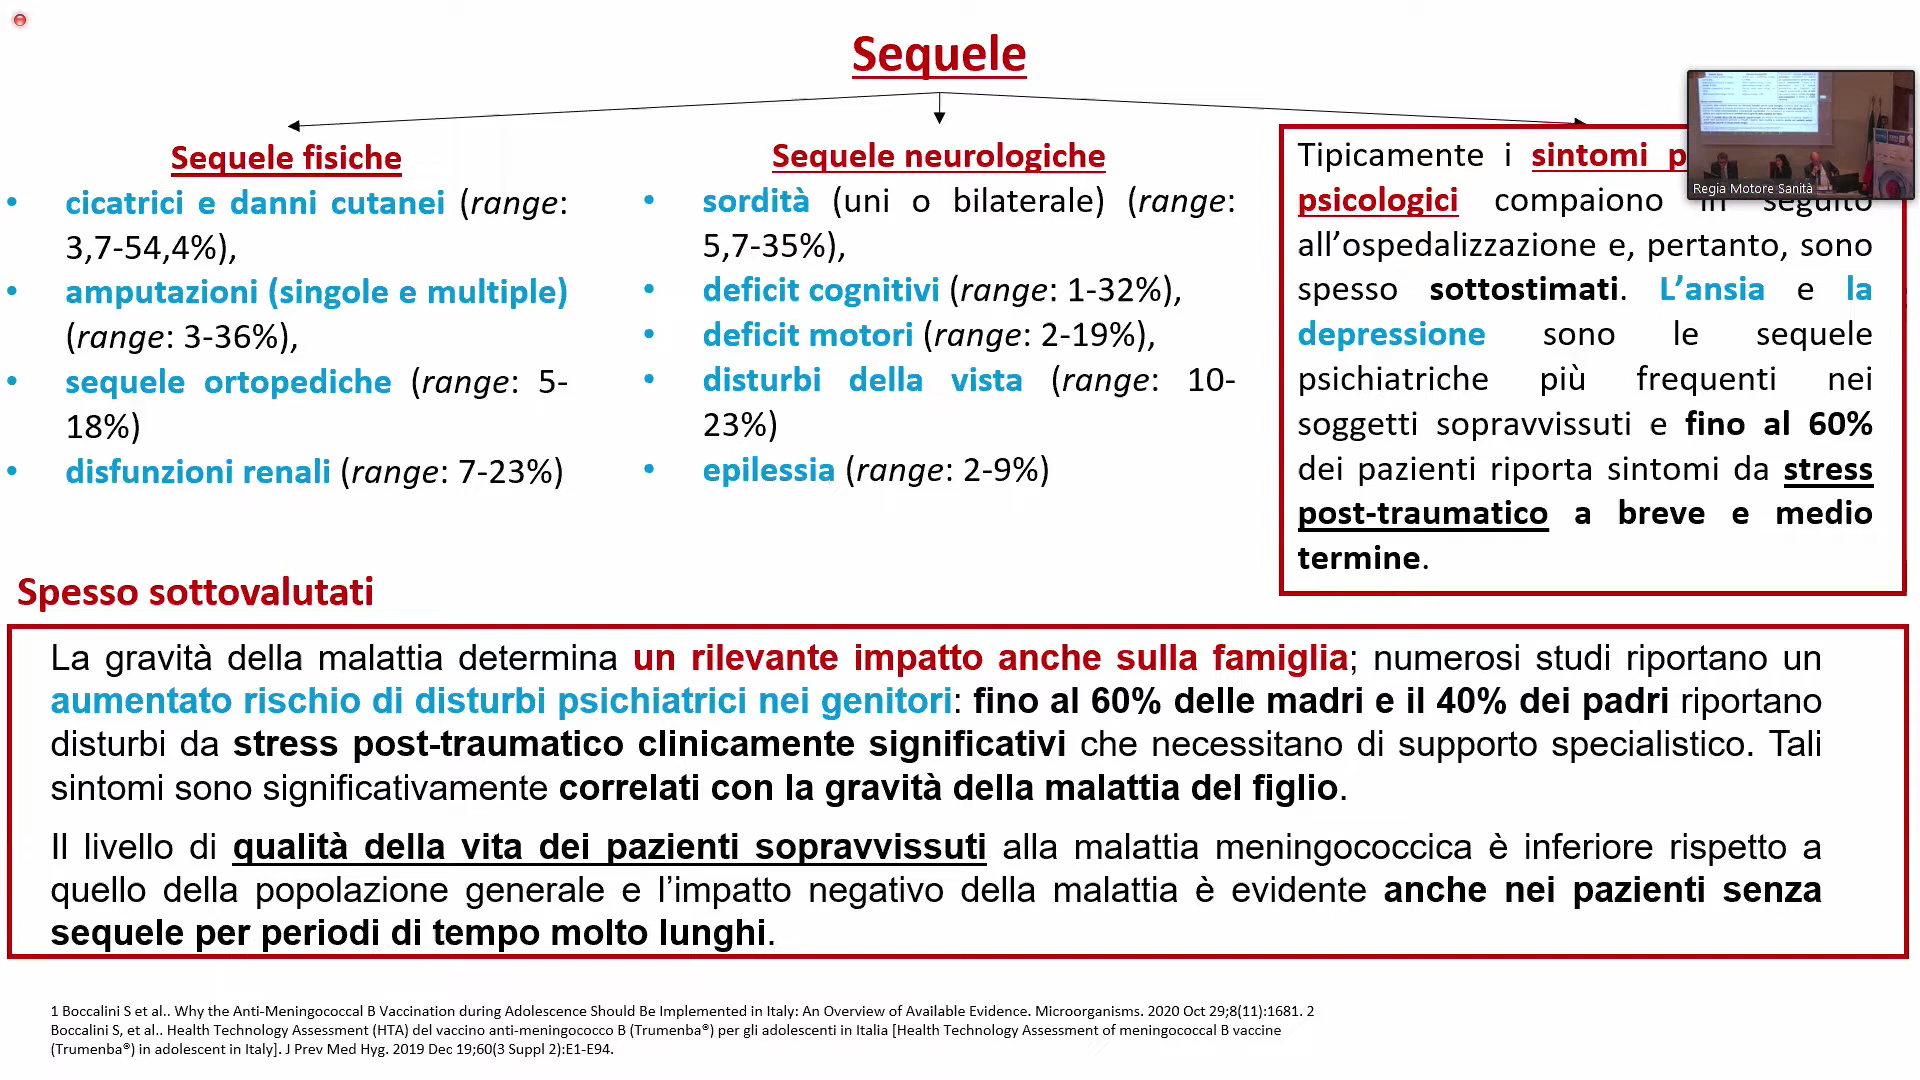 Sequele
Sequele fisiche
• cicatrici e danni cutanei (range:
3,7-54,4%),
• amputazioni (singole e multiple)
(range: 3-36%),
• sequele ortopediche (range: 5-
18%)
• disfunzioni renali (range: 7-23%)
Sequele neurologiche
• sordità (uni o bilaterale) (range:
5,7-35%),
• deficit cognitivi (range: 1-32%),
• deficit motori (range: 2-19%),
• disturbi della vista (range: 10-
23%)
• epilessia (range: 2-9%)
Tipicamente i sintomi p
psicologici compaiono in seguito
all’ospedalizzazione e, pertanto, sono
spesso sottostimati. L’ansia e la
depressione sono le sequele
psichiatriche più frequenti nei
soggetti sopravvissuti e fino al 60%
dei pazienti riporta sintomi da stress
post-traumatico a breve e medio
termine.
Regia Motore Sanità
Spesso sottovalutati
La gravità della malattia determina un rilevante impatto anche sulla famiglia; numerosi studi riportano un
aumentato rischio di disturbi psichiatrici nei genitori: fino al 60% delle madri e il 40% dei padri riportano
disturbi da stress post-traumatico clinicamente significativi che necessitano di supporto specialistico. Tali
sintomi sono significativamente correlati con la gravità della malattia del figlio.
Il livello di qualità della vita dei pazienti sopravvissuti alla malattia meningococcica è inferiore rispetto a
quello della popolazione generale e l’impatto negativo della malattia è evidente anche nei pazienti senza
sequele per periodi di tempo molto lunghi.
1 Boccalini S et al.. Why the Anti-Meningococcal B Vaccination during Adolescence Should Be Implemented in Italy: An Overview of Available Evidence. Microorganisms. 2020 Oct 29;8(11):1681. 2
Boccalini S, et al.. Health Technology Assessment (HTA) del vaccino anti-meningococco B (Trumenba®) per gli adolescenti in Italia [Health Technology Assessment of meningococcal B vaccine
(Trumenba®) in adolescent in Italy]. J Prev Med Hyg. 2019 Dec 19;60(3 Suppl 2):E1-E94.